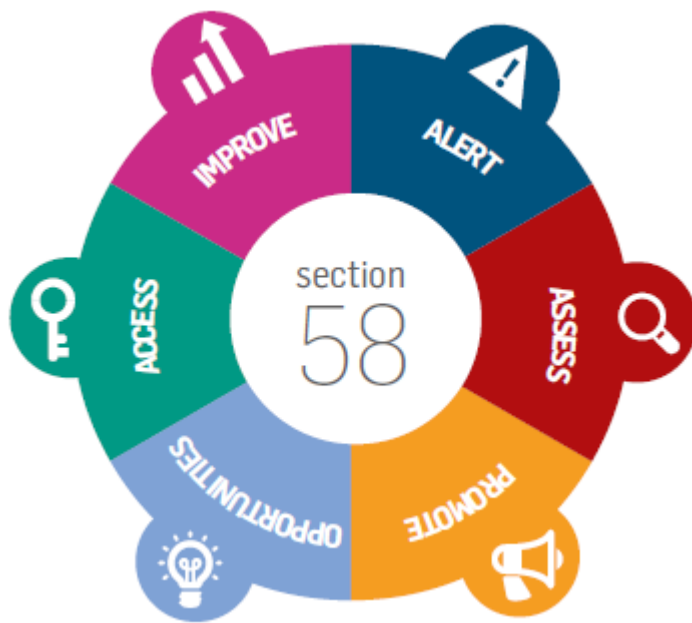 section
58
ALERT
ASSESS
PROMOTE
OPPORTUNITIES
ACCESS
IMPROVE
!